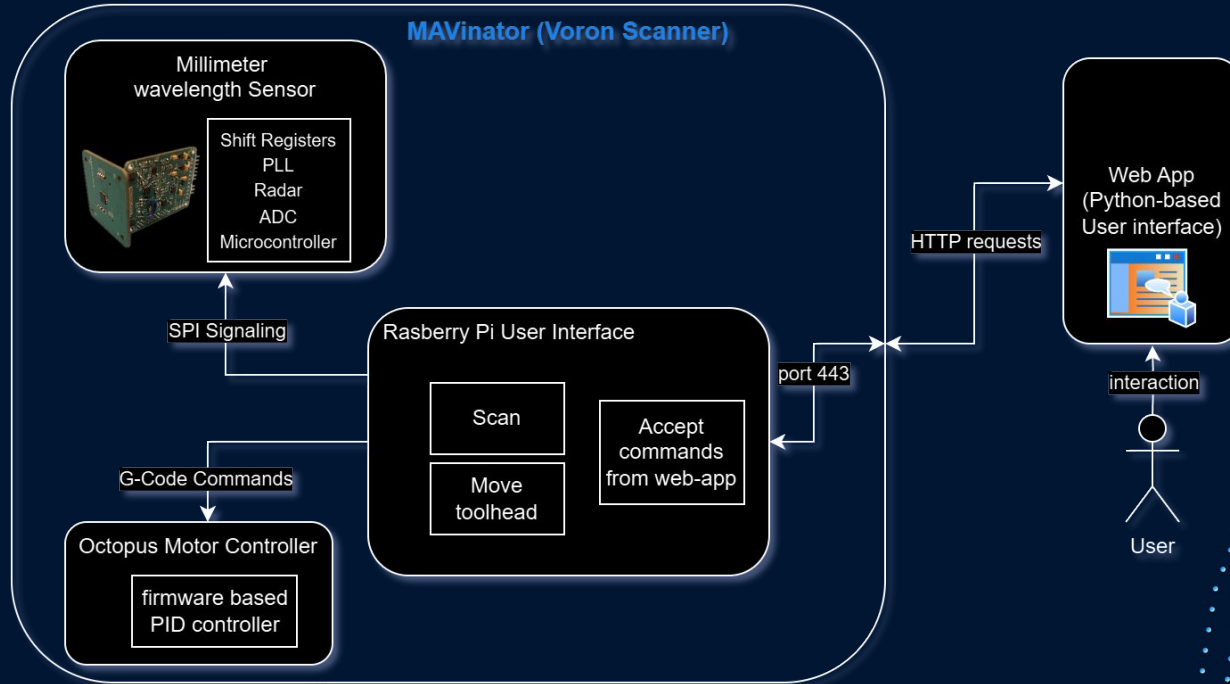 MAVinator (Voron Scanner)
Millimeter
wavelength Sensor
Shift Registers
PLL
Radar
ADC
Microcontroller
SPI Signaling
Rasberry Pi User Interface
Scan
Move
toolhead
Accept
commands
from web-app
G-Code Commands
Octopus Motor Controller
firmware based
PID controller
port 443
HTTP requests
Web App
(Python-based
User interface)
interaction
User